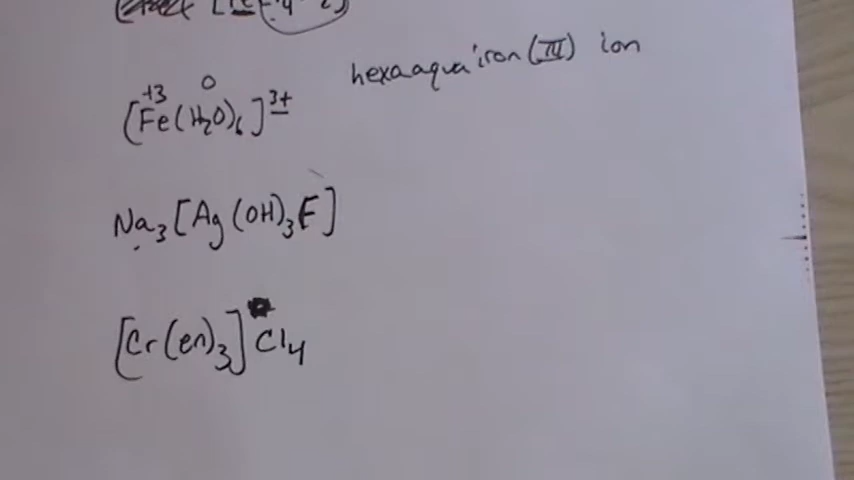 +3 0 hexaaquairon(III) ion
[Fe(H2O)6]3+
Na3[Ag(OH)3F]
[Cr(en)3]Cl4